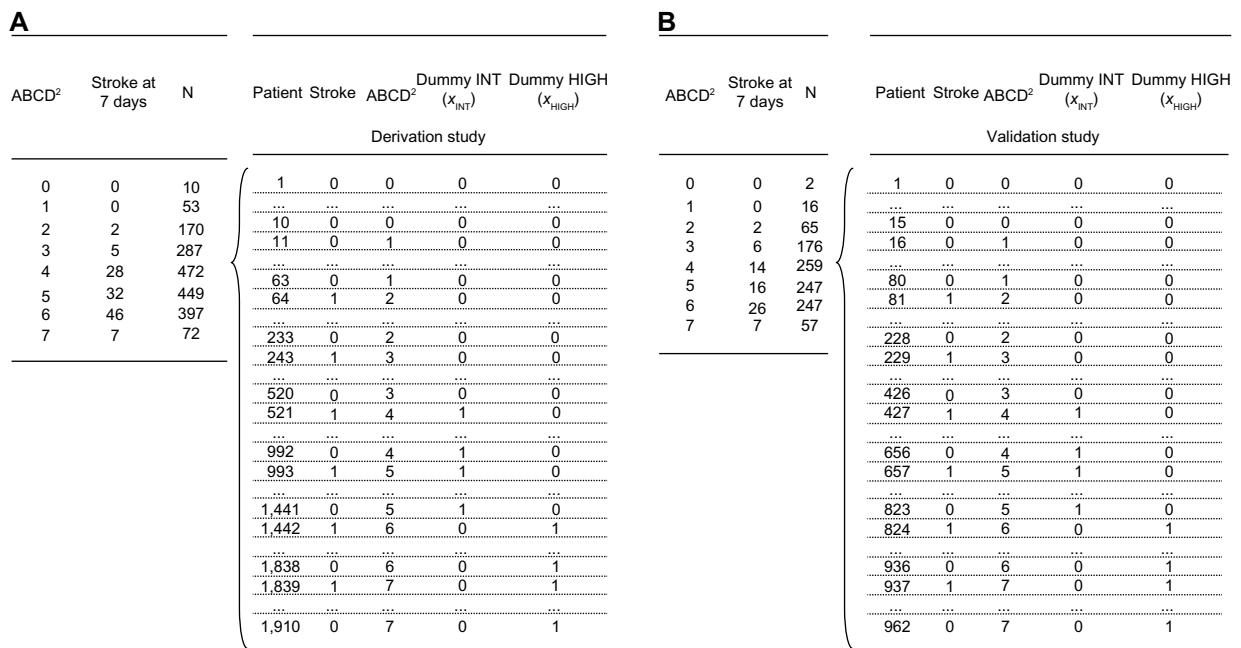 A
ABCD² Stroke at 7 days N
0 0 10
1 0 53
2 2 170
3 5 287
4 28 472
5 32 449
6 46 397
7 7 72
Patient Stroke ABCD² Dummy INT (x_INT) Dummy HIGH (x_HIGH)
Derivation study
1 0 0 0 0
... ... ... ... ...
10 0 0 0 0
11 0 1 0 0
... ... ... ... ...
63 0 1 0 0
64 1 2 0 0
... ... ... ... ...
233 0 2 0 0
243 1 3 0 0
... ... ... ... ...
520 0 3 0 0
521 1 4 1 0
... ... ... ... ...
992 0 4 1 0
993 1 5 1 0
... ... ... ... ...
1,441 0 5 1 0
1,442 1 6 0 1
... ... ... ... ...
1,838 0 6 0 1
1,839 1 7 0 1
... ... ... ... ...
1,910 0 7 0 1
B
ABCD² Stroke at 7 days N
0 0 2
1 0 16
2 2 65
3 6 176
4 14 259
5 16 247
6 26 247
7 7 57
Patient Stroke ABCD² Dummy INT (x_INT) Dummy HIGH (x_HIGH)
Validation study
1 0 0 0 0
... ... ... ... ...
15 0 0 0 0
16 0 1 0 0
... ... ... ... ...
80 0 1 0 0
81 1 2 0 0
... ... ... ... ...
228 0 2 0 0
229 1 3 0 0
... ... ... ... ...
426 0 3 0 0
427 1 4 1 0
... ... ... ... ...
656 0 4 1 0
657 1 5 1 0
... ... ... ... ...
823 0 5 1 0
824 1 6 0 1
... ... ... ... ...
936 0 6 0 1
937 1 7 0 1
... ... ... ... ...
962 0 7 0 1